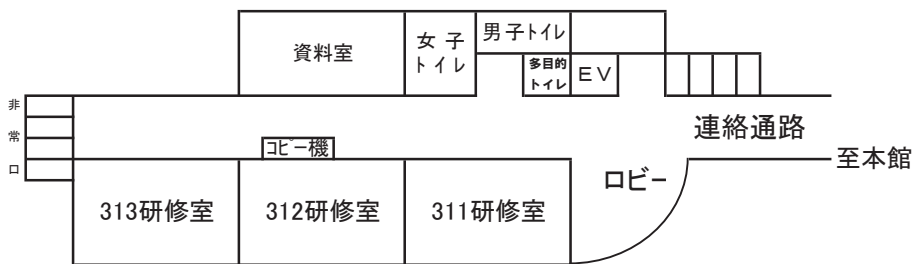 資料室
女子
トイレ
男子トイレ
多目的
トイレ
EV
非
常
口
コピー機
連絡通路
至本館
ロビー
313研修室
312研修室
311研修室